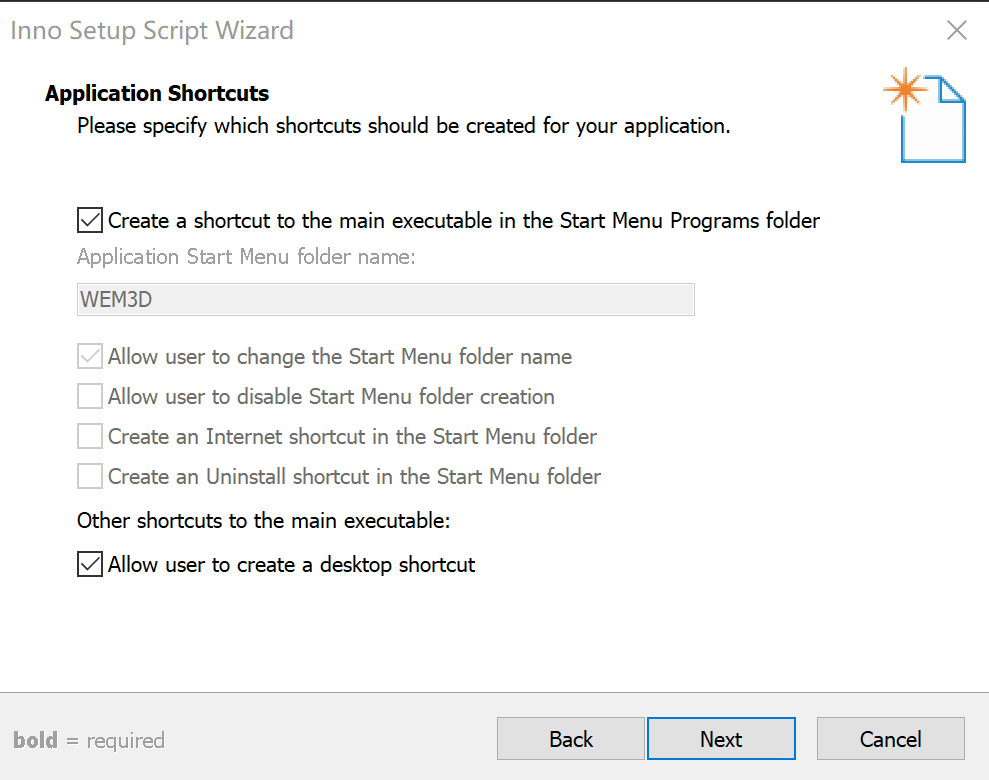 Inno Setup Script Wizard
Application Shortcuts
Please specify which shortcuts should be created for your application.
Create a shortcut to the main executable in the Start Menu Programs folder
Application Start Menu folder name:
WEM3D
Allow user to change the Start Menu folder name
Allow user to disable Start Menu folder creation
Create an Internet shortcut in the Start Menu folder
Create an Uninstall shortcut in the Start Menu folder
Other shortcuts to the main executable:
Allow user to create a desktop shortcut
bold = required
Back
Next
Cancel